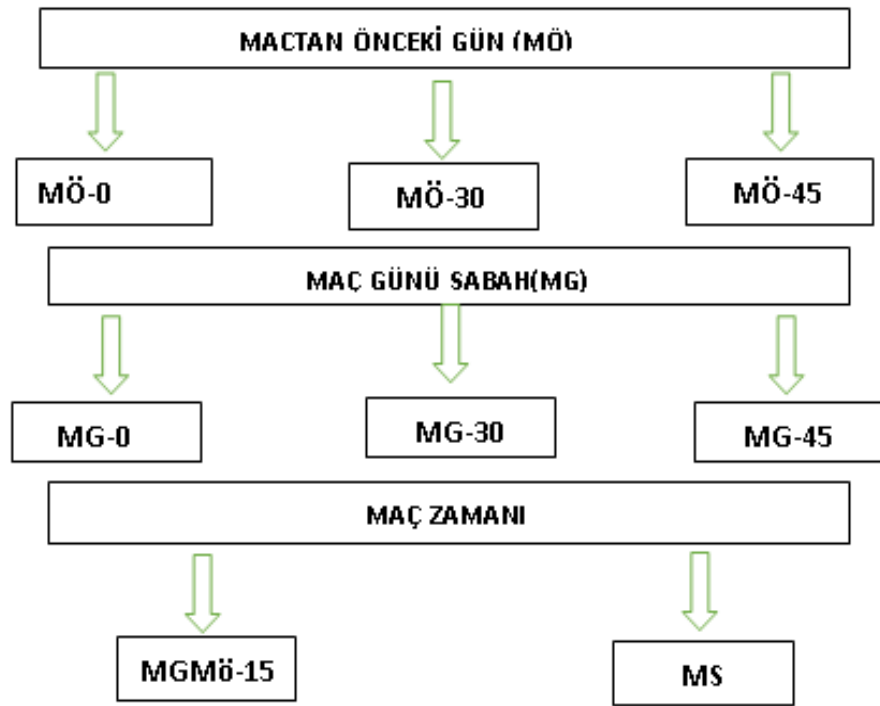 MACTAN ÖNCEKİ GÜN (MÖ)
MÖ-0
MÖ-30
MÖ-45
MAÇ GÜNÜ SABAH(MG)
MG-0
MG-30
MG-45
MAÇ ZAMANI
MGMö-15
MS